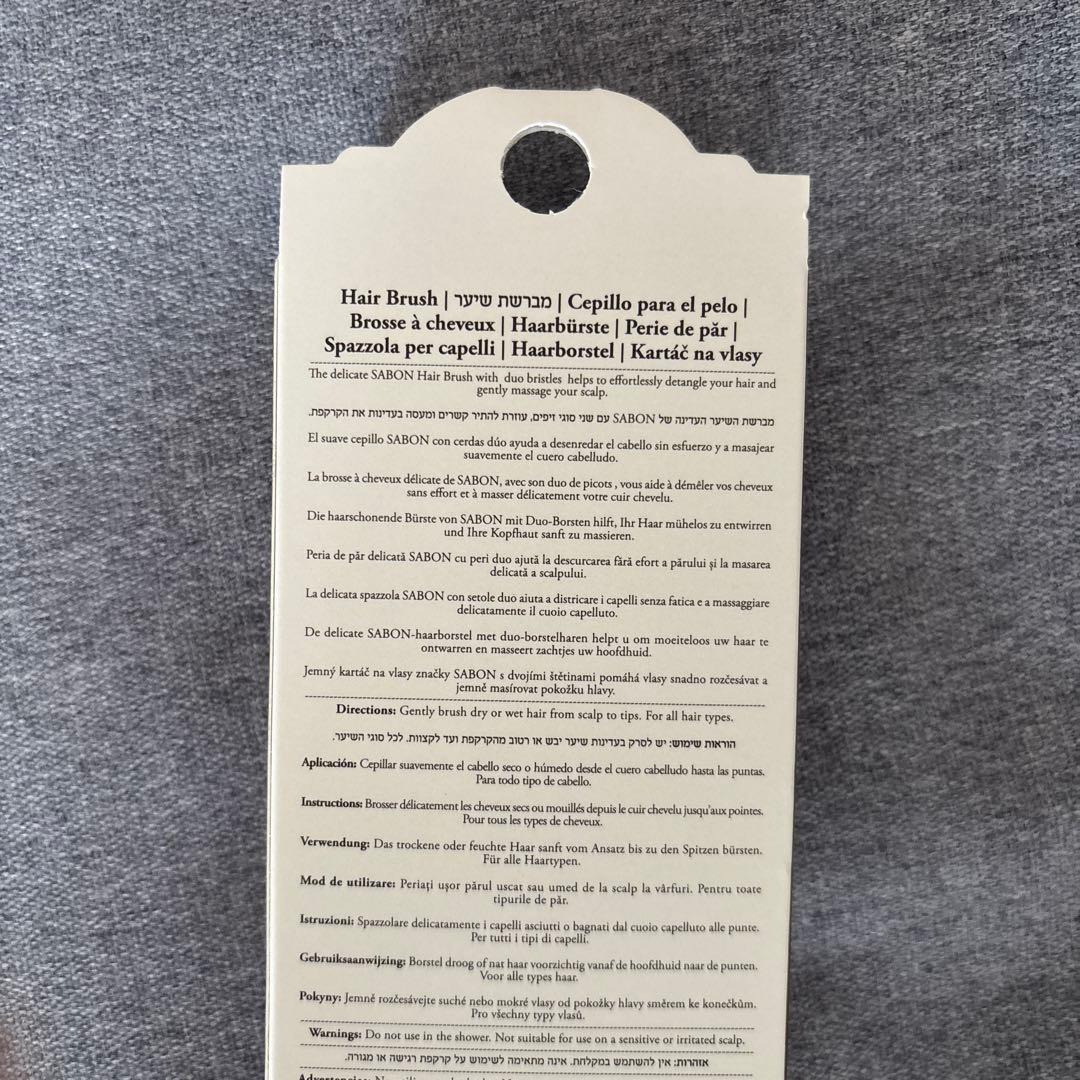 Hair Brush | מברשת שיער | Cepillo para el pelo |
Brosse à cheveux | Haarbürste | Perie de păr |
Spazzola per capelli | Haarborstel | Kartáč na vlasy
The delicate SABON Hair Brush with duo bristles helps to effortlessly detangle your hair and
gently massage your scalp.
מברשת השיער העדינה של SABON עם שני סוגי זיפים, עוזרת להתיר קשרים ומעסה בעדינות את הקרקפת.
El suave cepillo SABON con cerdas dúo ayuda a desenredar el cabello sin esfuerzo y a masajear
suavemente el cuero cabelludo.
La brosse à cheveux délicate de SABON, avec son duo de picots , vous aide à démêler vos cheveux
sans effort et à masser délicatement votre cuir chevelu.
Die haarschonende Bürste von SABON mit Duo-Borsten hilft, Ihr Haar mühelos zu entwirren
und Ihre Kopfhaut sanft zu massieren.
Peria de păr delicată SABON cu peri duo ajută la descurcarea fără efort a părului și la masarea
delicată a scalpului.
La delicata spazzola SABON con setole duo aiuta a districare i capelli senza fatica e a massaggiare
delicatamente il cuoio capelluto.
De delicate SABON-haarborstel met duo-borstelharen helpt u om moeiteloos uw haar te
ontwarren en masseert zachtjes uw hoofdhuid.
Jemný kartáč na vlasy značky SABON s dvojími štětinami pomáhá vlasy snadno rozčesávat a
jemně masírovat pokožku hlavy.
Directions: Gently brush dry or wet hair from scalp to tips. For all hair types.
הוראות שימוש: יש לסרק בעדינות שיער יבש או רטוב מהקרקפת ועד לקצוות. לכל סוגי השיער.
Aplicación: Cepillar suavemente el cabello seco o húmedo desde el cuero cabelludo hasta las puntas.
Para todo tipo de cabello.
Instructions: Brosser délicatement les cheveux secs ou mouillés depuis le cuir chevelu jusqu'aux pointes.
Pour tous les types de cheveux.
Verwendung: Das trockene oder feuchte Haar sanft vom Ansatz bis zu den Spitzen bürsten.
Für alle Haartypen.
Mod de utilizare: Periați ușor părul uscat sau umed de la scalp la vârfuri. Pentru toate
tipurile de păr.
Istruzioni: Spazzolare delicatamente i capelli asciutti o bagnati dal cuoio capelluto alle punte.
Per tutti i tipi di capelli.
Gebruiksaanwijzing: Borstel droog of nat haar voorzichtig vanaf de hoofdhuid naar de punten.
Voor alle types haar.
Pokyny: Jemně rozčesávejte suché nebo mokré vlasy od pokožky hlavy směrem ke konečkům.
Pro všechny typy vlasů.
Warnings: Do not use in the shower. Not suitable for use on a sensitive or irritated scalp.
אזהרות: אין להשתמש במקלחת. אינה מתאימה לשימוש על קרקפת רגישה או מגורה.